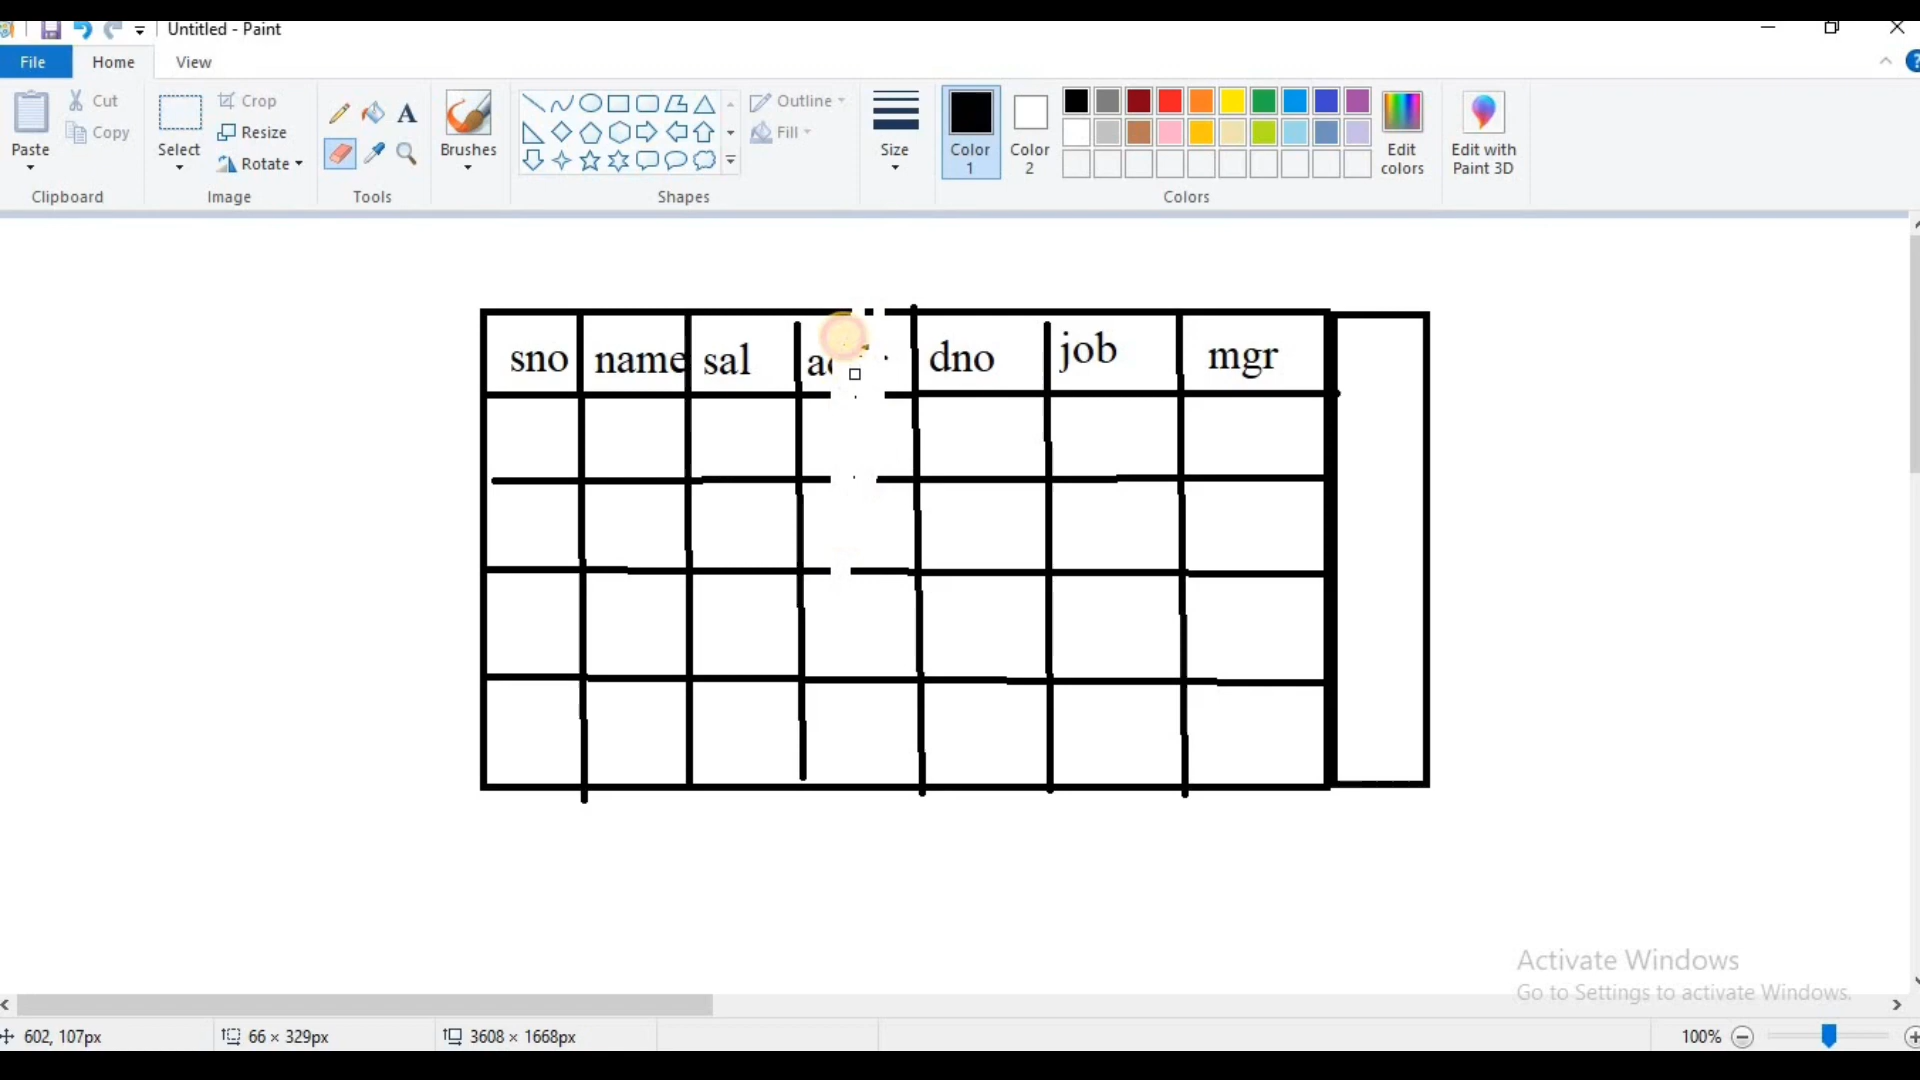 Untitled - Paint
File Home View
Paste
Cut
Copy
Clipboard
Select
Crop
Resize
Rotate
Image
A
Tools
Brushes
Shapes
Outline
Fill
Size
Color 1
Color 2
Colors
Edit colors
Edit with Paint 3D
sno name sal dno job mgr
Activate Windows
Go to Settings to activate Windows.
602, 107px 66 × 329px 3608 × 1668px 100%